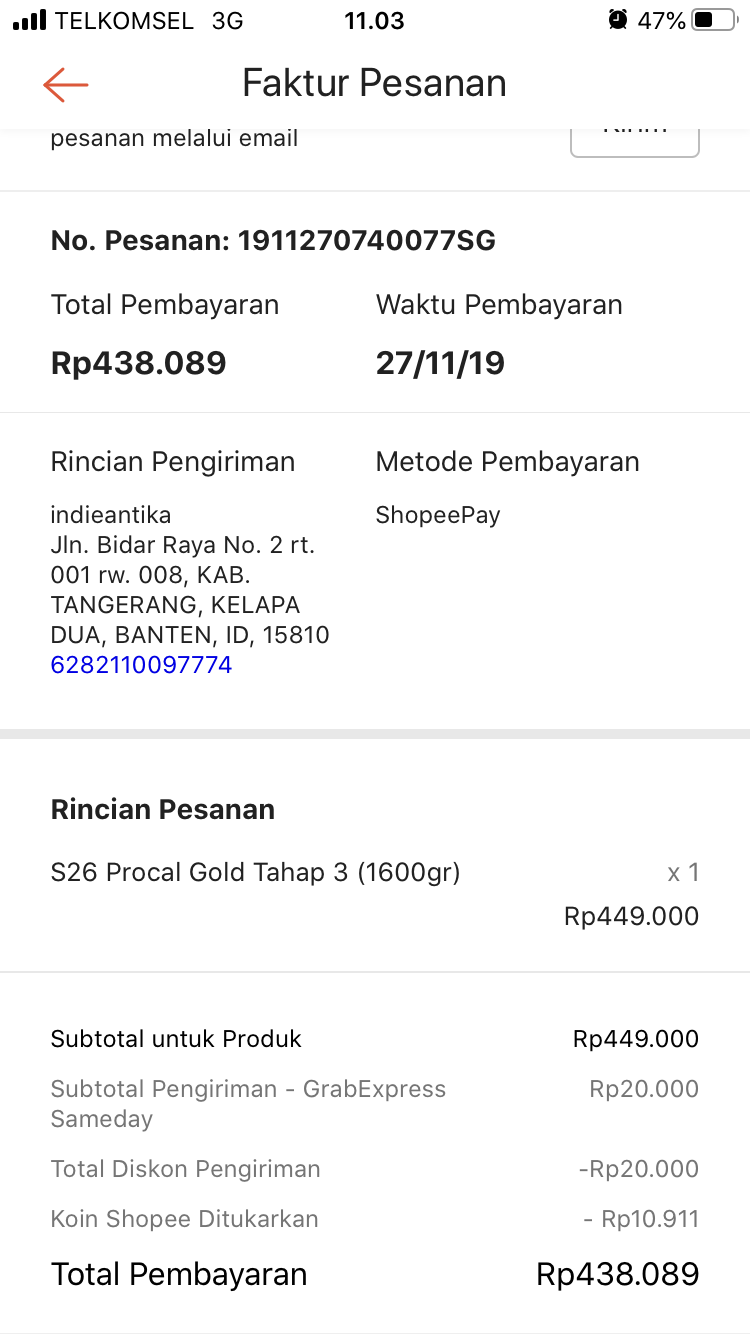 TELKOMSEL 3G 11.03 47%
Faktur Pesanan
pesanan melalui email
No. Pesanan: 1911270740077SG
Total Pembayaran Waktu Pembayaran
Rp438.089 27/11/19
Rincian Pengiriman Metode Pembayaran
indieantika ShopeePay
Jln. Bidar Raya No. 2 rt.
001 rw. 008, KAB.
TANGERANG, KELAPA
DUA, BANTEN, ID, 15810
6282110097774
Rincian Pesanan
S26 Procal Gold Tahap 3 (1600gr) x 1
Rp449.000
Subtotal untuk Produk Rp449.000
Subtotal Pengiriman - GrabExpress Rp20.000
Sameday
Total Diskon Pengiriman -Rp20.000
Koin Shopee Ditukarkan - Rp10.911
Total Pembayaran Rp438.089